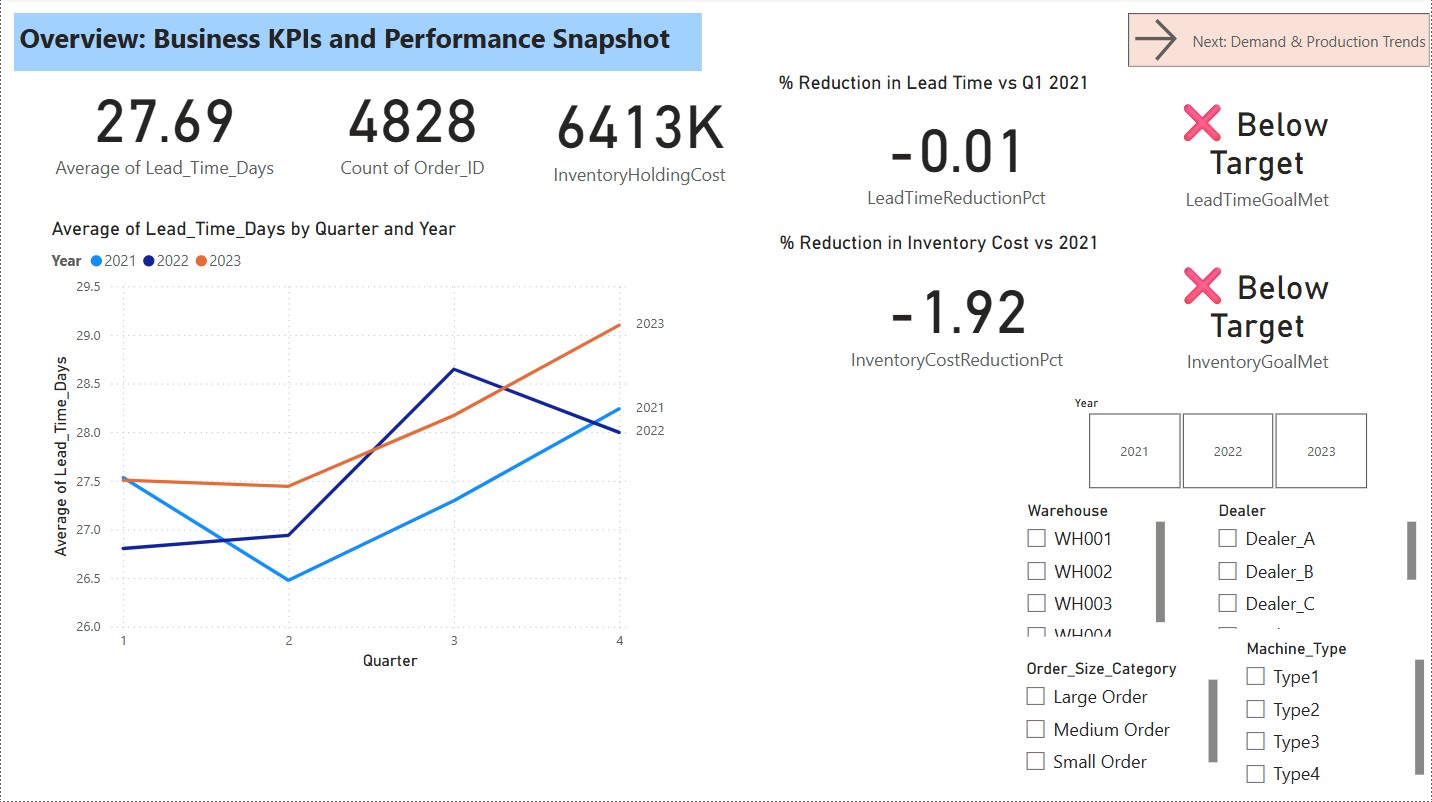 Overview: Business KPIs and Performance Snapshot
Next: Demand & Production Trends
27.69
Average of Lead_Time_Days
4828
Count of Order_ID
6413K
InventoryHoldingCost
% Reduction in Lead Time vs Q1 2021
-0.01
LeadTimeReductionPct
❌ Below
Target
LeadTimeGoalMet
% Reduction in Inventory Cost vs 2021
-1.92
InventoryCostReductionPct
❌ Below
Target
InventoryGoalMet
Average of Lead_Time_Days by Quarter and Year
Year 2021 2022 2023
Average of Lead_Time_Days
29.5
29.0
28.5
28.0
27.5
27.0
26.5
26.0
2023
2021
2022
1 2 3 4
Quarter
Year
2021 2022 2023
Warehouse
WH001
WH002
WH003
WH004
Dealer
Dealer_A
Dealer_B
Dealer_C
Order_Size_Category
Large Order
Medium Order
Small Order
Machine_Type
Type1
Type2
Type3
Type4